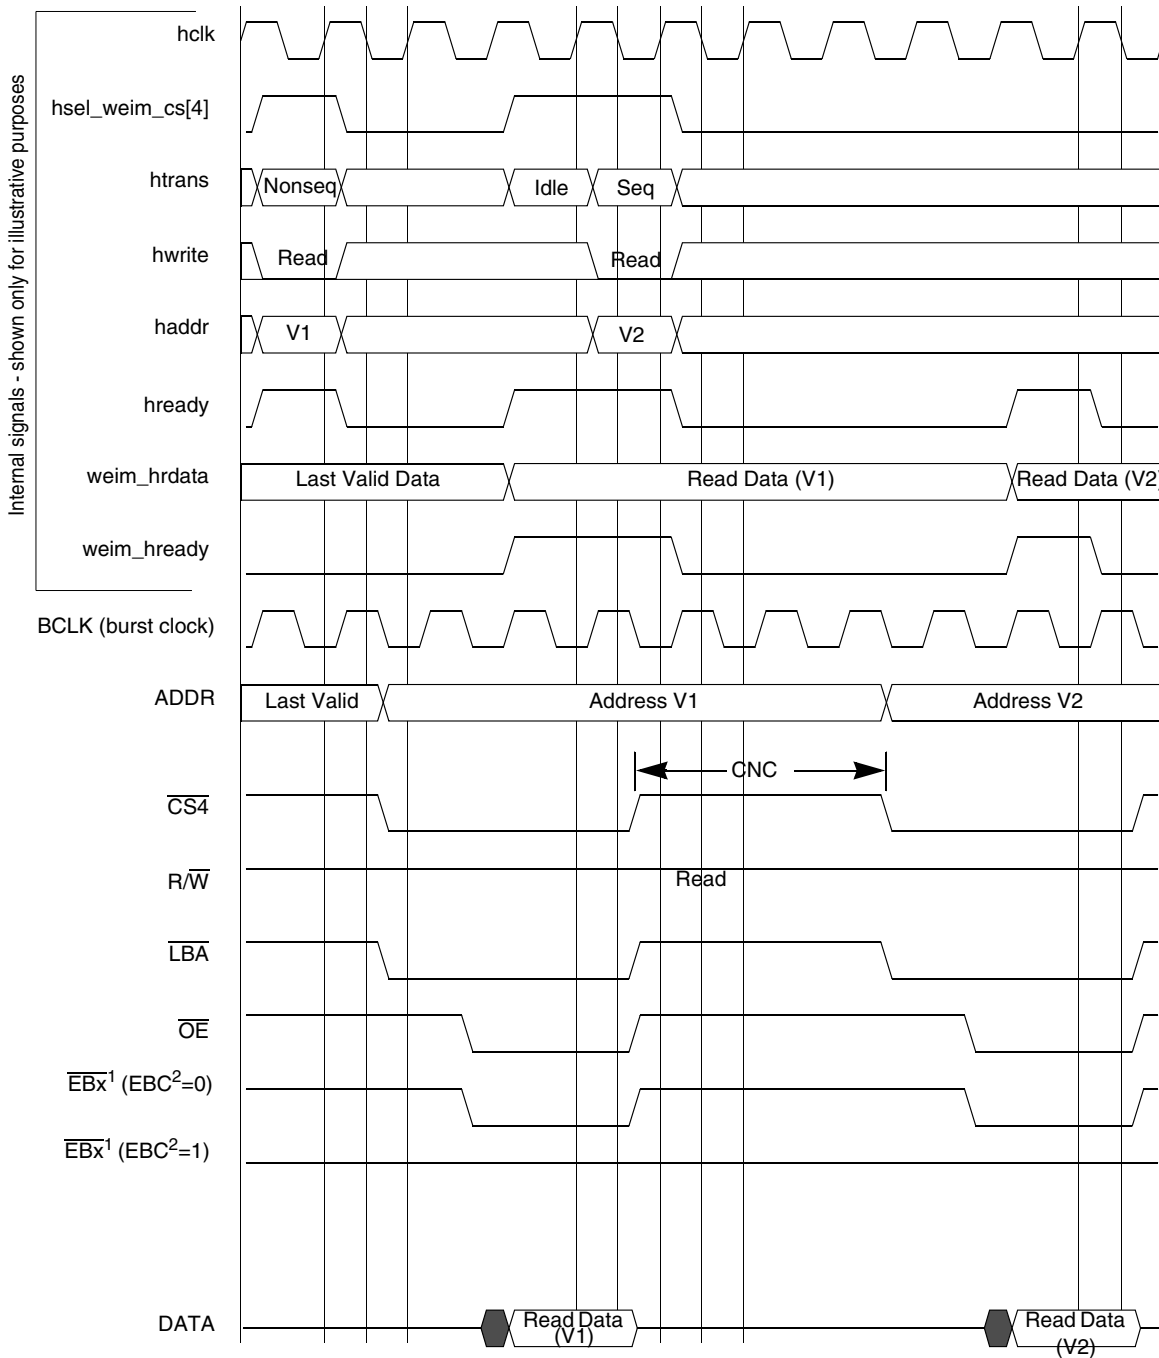 Internal signals - shown only for illustrative purposes
hclk
hsel_weim_cs[4]
htrans
Nonseq
Idle
Seq
hwrite
Read
Read
haddr
V1
V2
hready
weim_hrdata
Last Valid Data
Read Data (V1)
Read Data (V2)
weim_hready
BCLK (burst clock)
ADDR
Last Valid
Address V1
Address V2
CNC
CS4
R/W
Read
LBA
OE
EBx1 (EBC2=0)
EBx1 (EBC2=1)
DATA
Read Data
(V1)
Read Data
(V2)